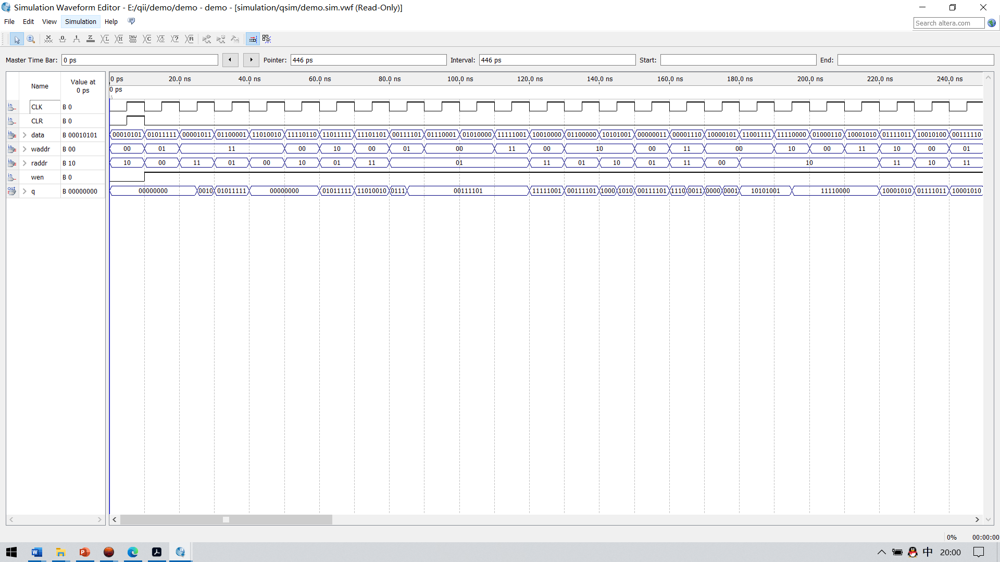 Simulation Waveform Editor - E:/qii/demo/demo - demo - [simulation/qsim/demo.sim.vwf (Read-Only)]
File Edit View Simulation Help
Search altera.com
Master Time Bar: 0 ps Pointer: 446 ps Interval: 446 ps Start: End:
Name Value at 0 ps
0 ps 20.0 ns 40.0 ns 60.0 ns 80.0 ns 100.0 ns 120.0 ns 140.0 ns 160.0 ns 180.0 ns 200.0 ns 220.0 ns 240.0 ns
0 ps
in CLK B 0
in CLR B 0
in data B 00010101 00010101 01011111 00001011 01100001 11010010 11110110 11011111 11101101 00111101 01110001 01010000 11111001 10010000 01100000 10101001 00000011 00001110 10000101 11001111 11110000 01000110 10001010 01111011 10010100 00111110
in waddr B 00 00 01 11 00 10 00 01 00 11 00 10 00 11 00 10 00 11 10 00 01
in raddr B 10 10 00 11 01 00 10 01 11 01 11 01 10 01 11 00 10 11 10 11
in wen B 0
out q B 00000000 00000000 0010 01011111 00000000 01011111 11010010 0111 00111101 11111001 00111101 1000 1010 00111101 1110 0011 0000 0001 10101001 11110000 10001010 01111011 10001010
0% 00:00:00
中 20:00